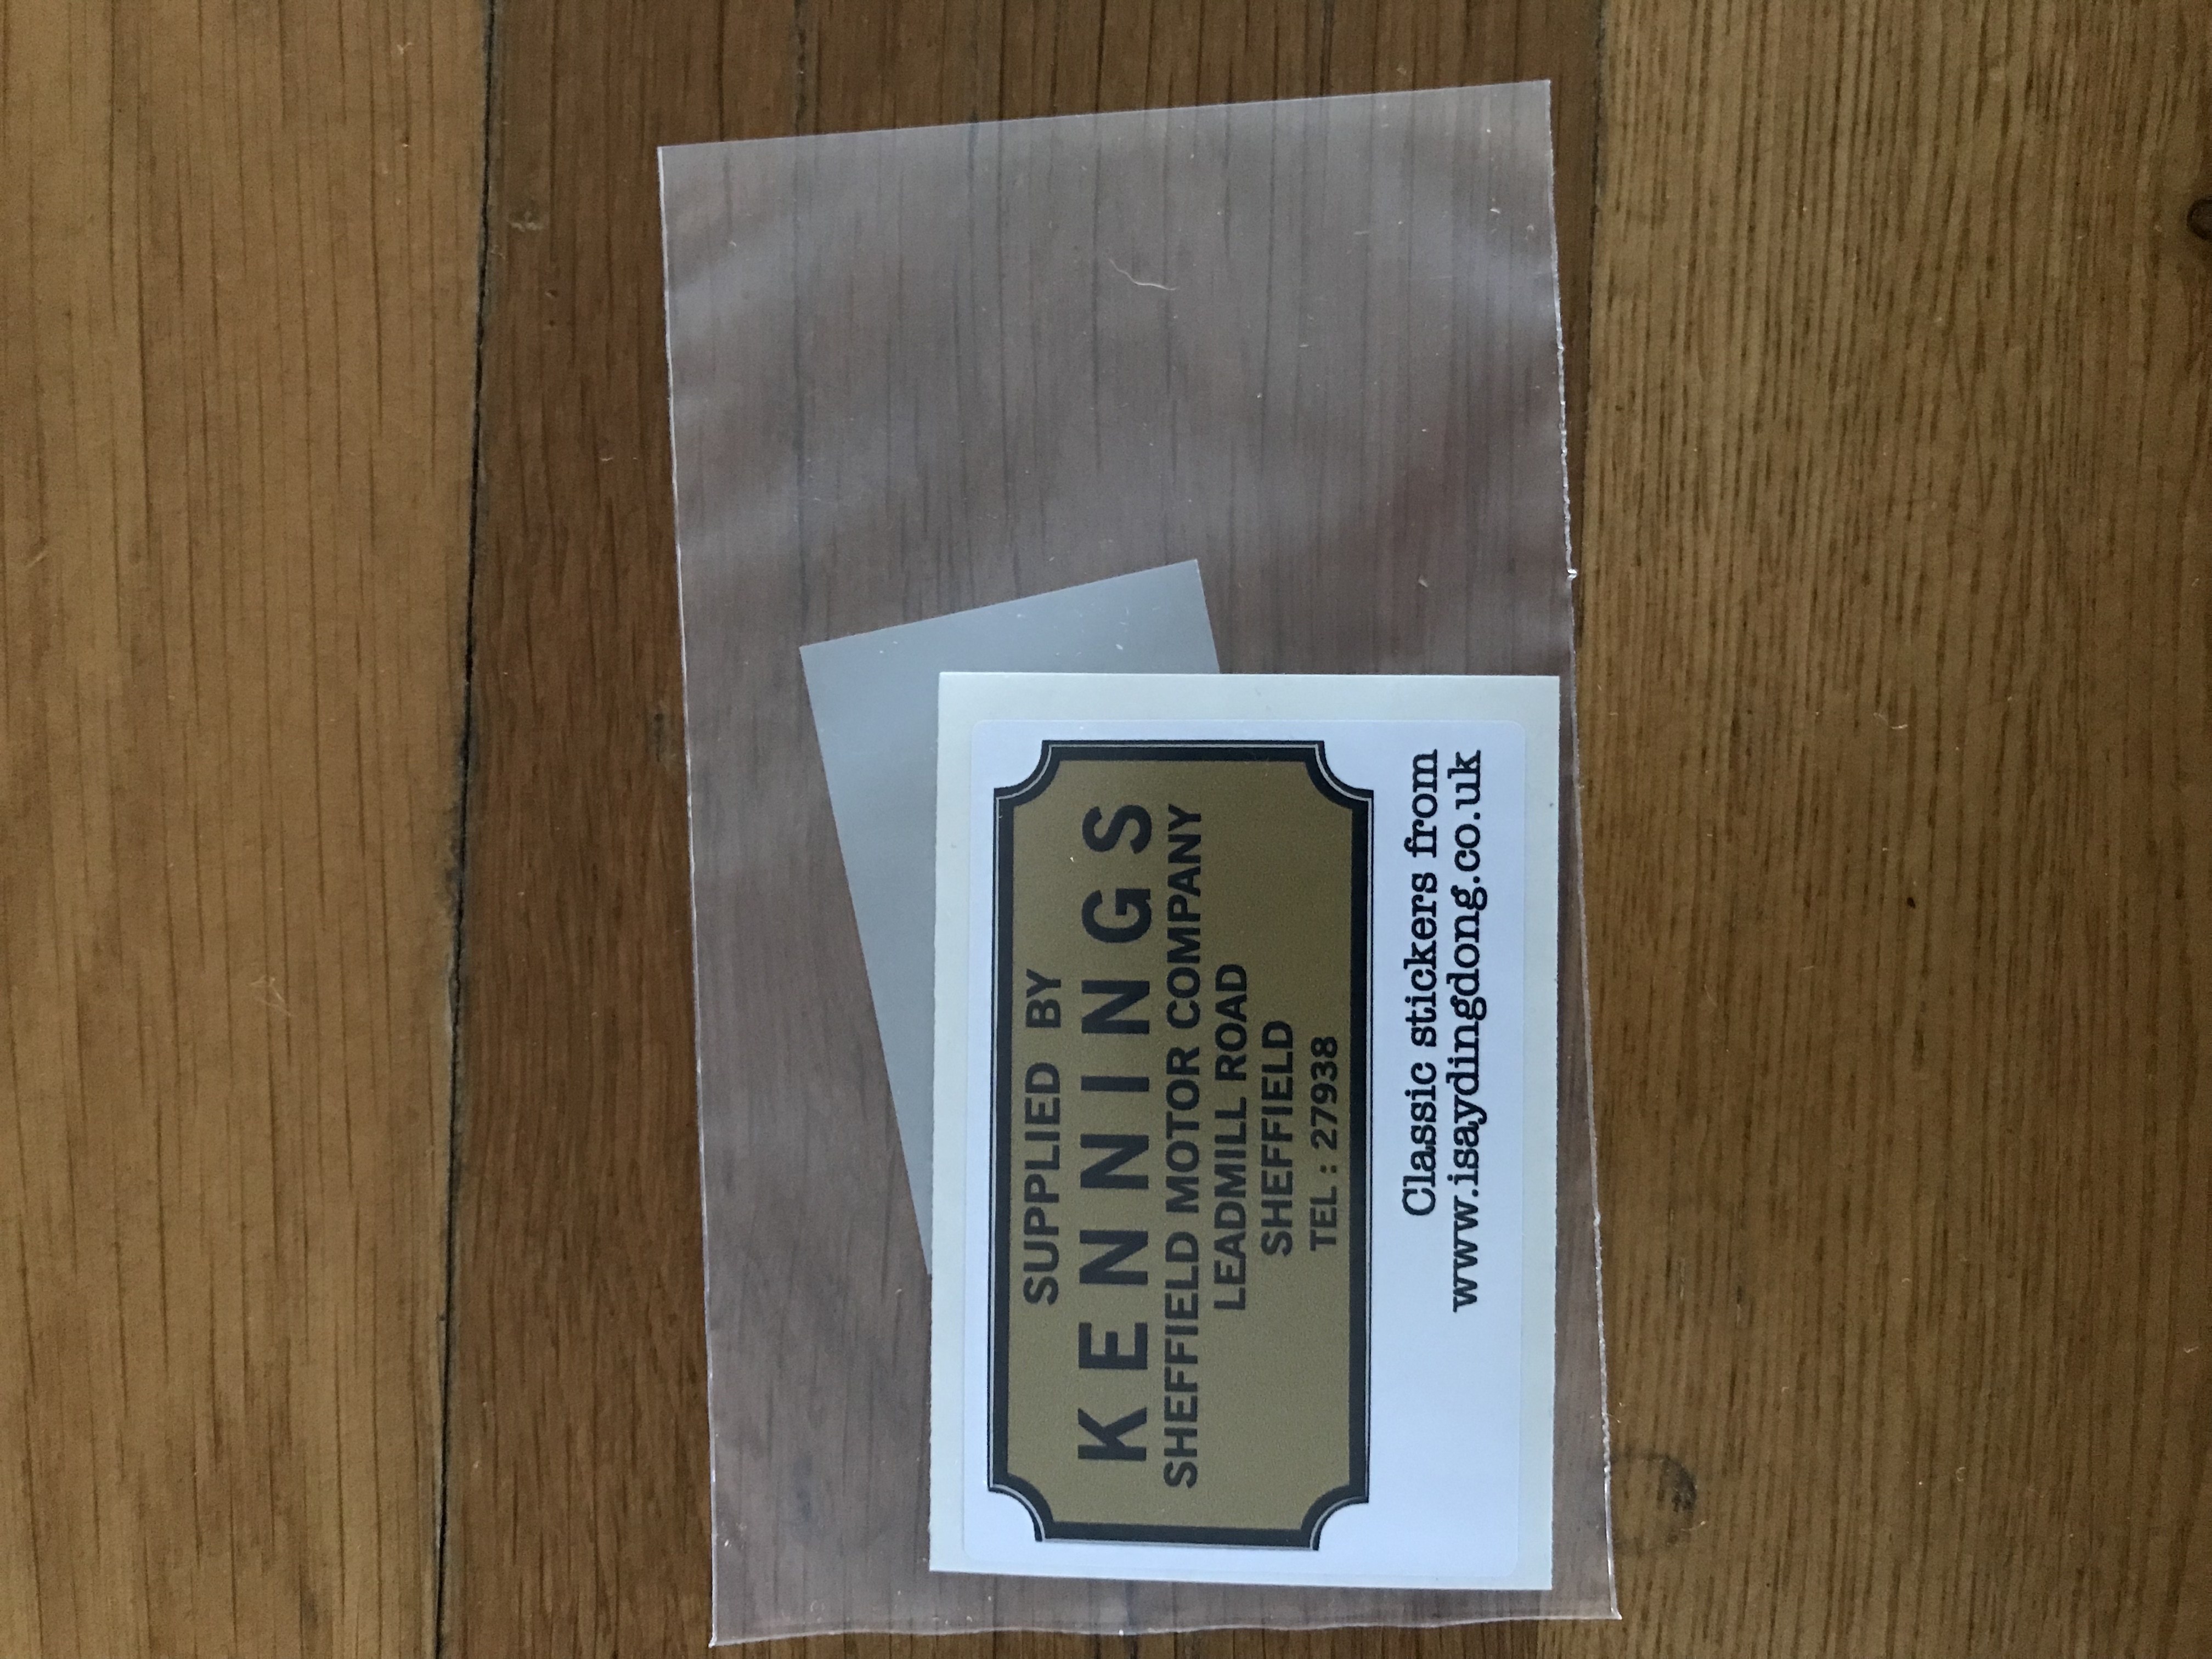 SUPPLIED BY
KENNINGS
SHEFFIELD MOTOR COMPANY
LEADMILL ROAD
SHEFFIELD
TEL : 27938
Classic stickers from
www.isaydingdong.co.uk